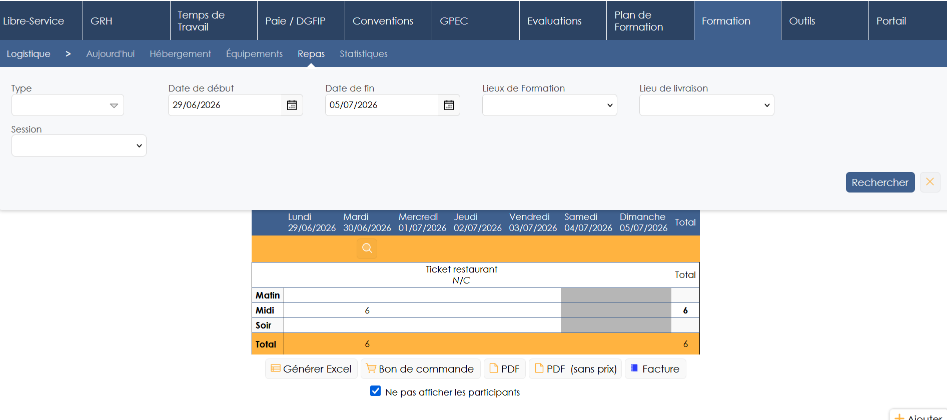 Libre-Service GRH Temps de Travail Paie / DGFIP Conventions GPEC Evaluations Plan de Formation Formation Outils Portail
Logistique > Aujourd'hui Hébergement Équipements Repas Statistiques
Type Date de début Date de fin Lieux de Formation Lieu de livraison
29/06/2026 05/07/2026
Session
Rechercher
Lundi Mardi Mercredi Jeudi Vendredi Samedi Dimanche Total
29/06/2026 30/06/2026 01/07/2026 02/07/2026 03/07/2026 04/07/2026 05/07/2026
Ticket restaurant Total
N/C
Matin
Midi 6 6
Soir
Total 6 6
Générer Excel Bon de commande PDF PDF (sans prix) Facture
Ne pas afficher les participants
Ajouter